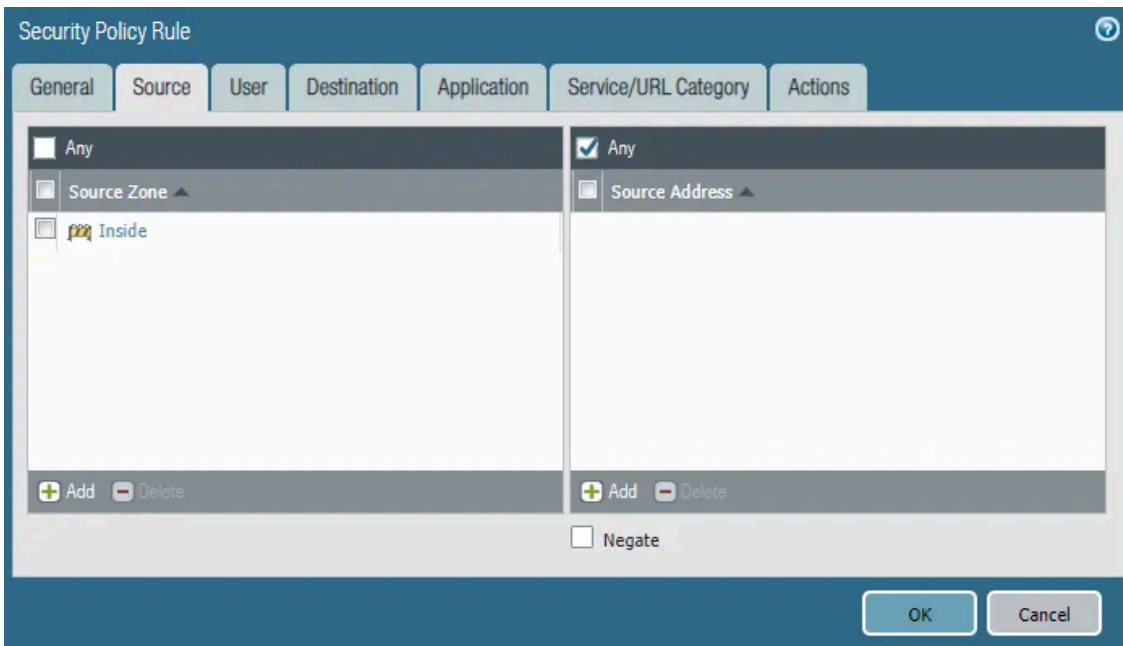 Security Policy Rule
General Source User Destination Application Service/URL Category Actions
Any Any
Source Zone Source Address
Inside
Add Delete Add Delete
Negate
OK Cancel